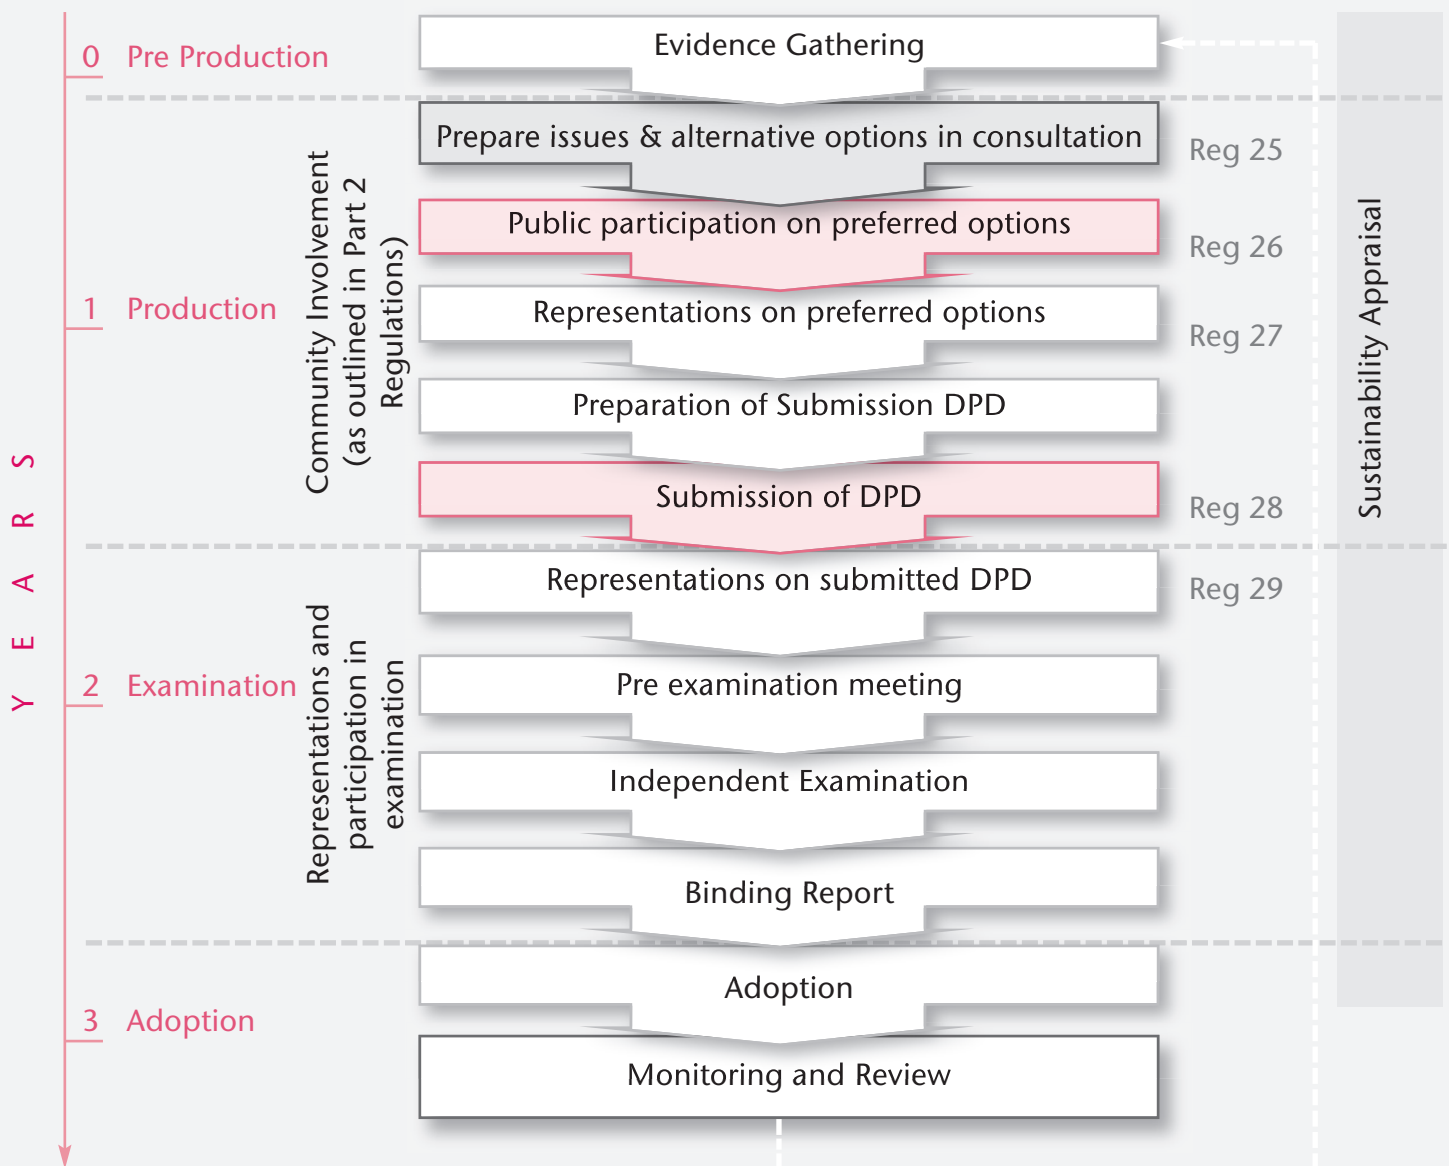 0 Pre Production
Evidence Gathering
Prepare issues & alternative options in consultation
Reg 25
Public participation on preferred options
Reg 26
1 Production
Community Involvement
(as outlined in Part 2
Regulations)
Representations on preferred options
Reg 27
Preparation of Submission DPD
Submission of DPD
Reg 28
Sustainability Appraisal
YEARS
Representations on submitted DPD
Reg 29
2 Examination
Representations and
participation in
examination
Pre examination meeting
Independent Examination
Binding Report
3 Adoption
Adoption
Monitoring and Review